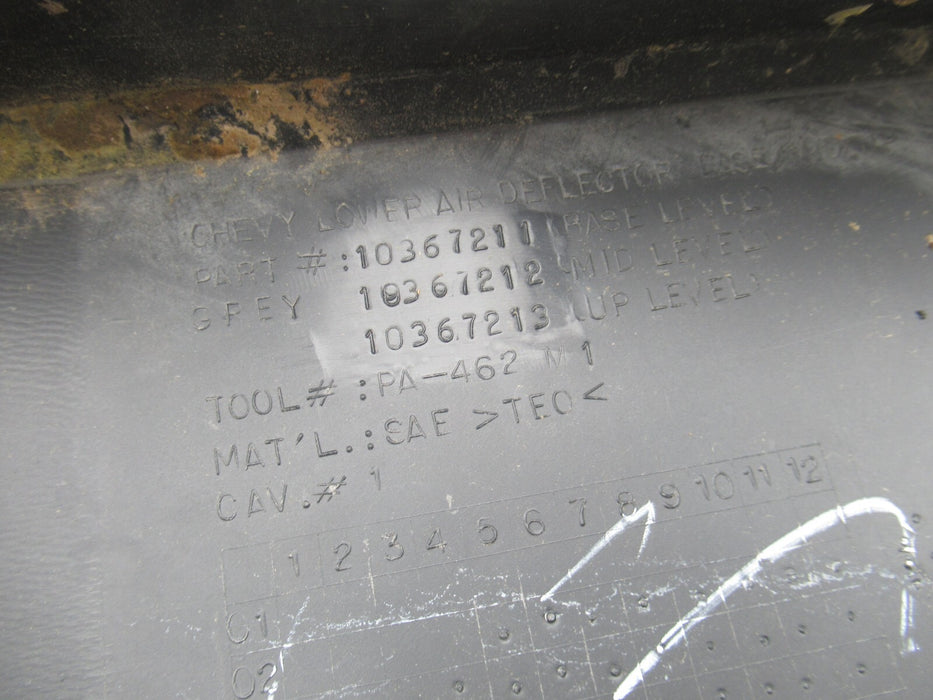 CHEVY LOWER AIR DEFLECTOR
PART #:10367211 (BASE LEVEL)
GREY 10367212 (MID LEVEL)
10367213 (UP LEVEL)
TOOL# :PA-462 M1
MAT'L.:SAE >TEO<
CAV.# 1
1 2 3 4 5 6 7 8 9 10 11 12
01
02